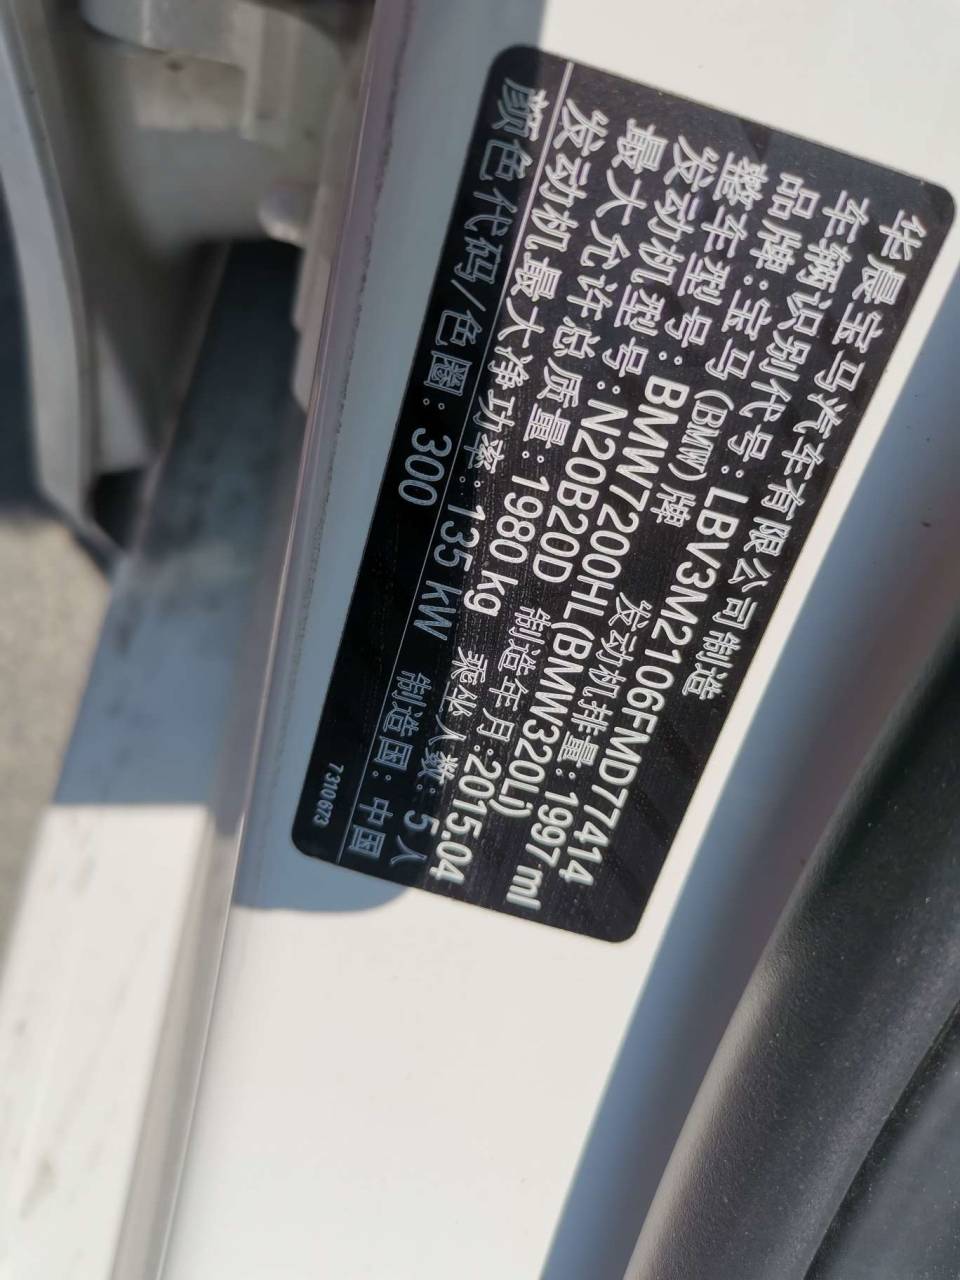 华晨宝马汽车有限公司制造
车辆识别代号: LBV3M2106FMD77414
品牌: 宝马(BMW)牌 发动机排量: 1997 ml
整车型号: BMW7200HL(BMW320Li)
发动机型号: N20B20D 制造年月: 2015.04
最大允许总质量: 1980 kg 乘坐人数: 5 人
发动机最大净功率: 135 kW 制造国: 中国
颜色代码/色圈: 300
7310673